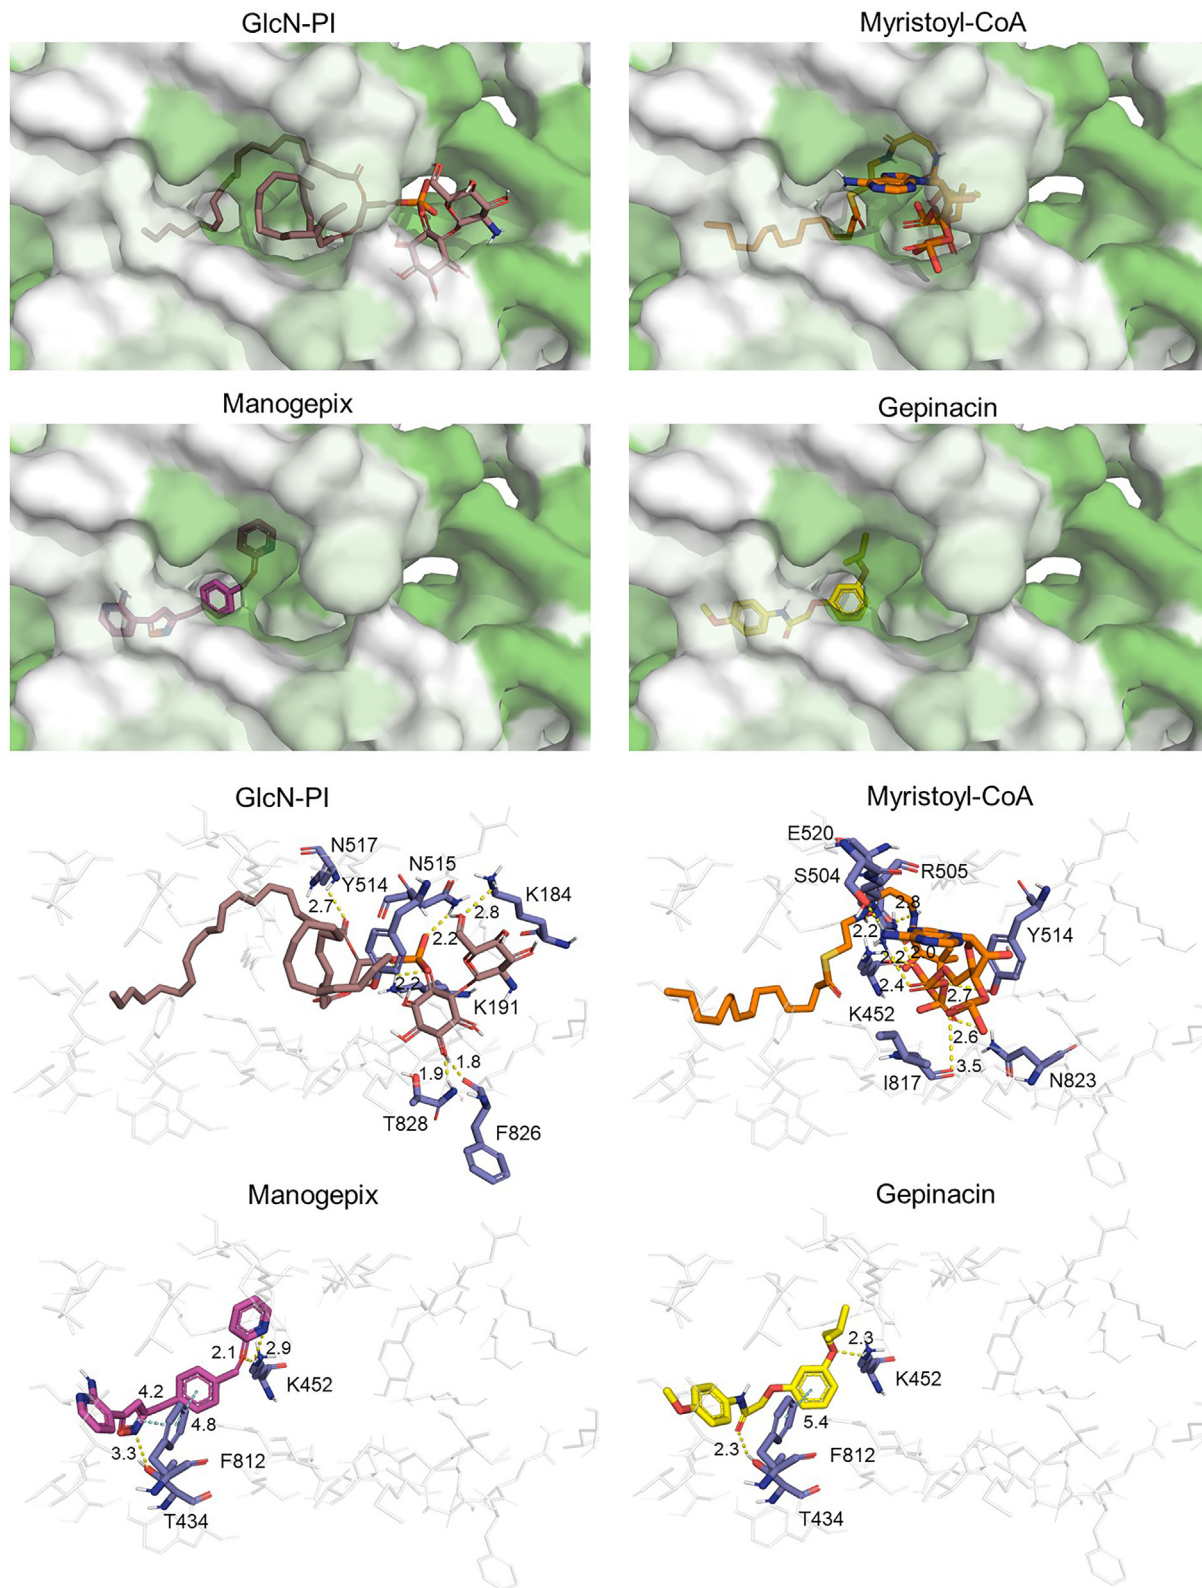 GlcN-PI
Myristoyl-CoA
Manogepix
Gepinacin
GlcN-PI
N517
Y514
N515
K184
2.7
2.8
2.2
2.2
K191
1.9
1.8
T828
F826
Myristoyl-CoA
E520
S504
R505
2.8
2.2
Y514
2.2
2.0
2.4
2.7
K452
2.6
I817
3.5
N823
Manogepix
2.1
2.9
K452
4.2
4.8
3.3
F812
T434
Gepinacin
2.3
K452
5.4
2.3
F812
T434